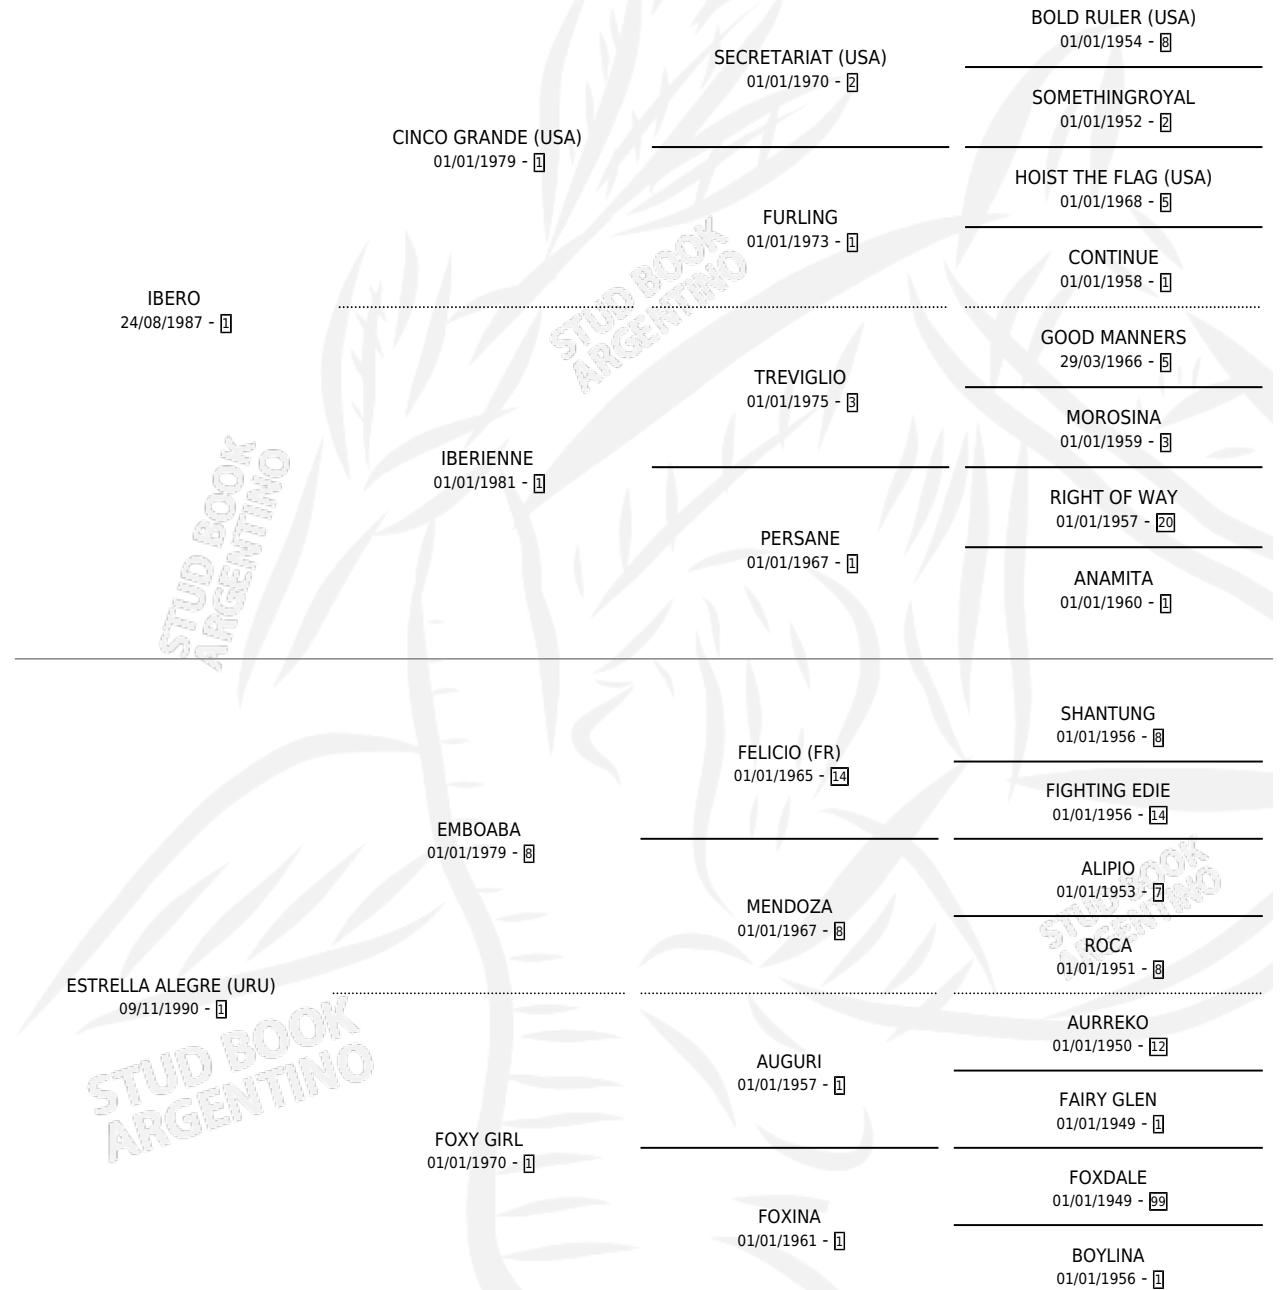 BOLD RULER (USA)
01/01/1954 - 8
SECRETARIAT (USA)
01/01/1970 - 2
SOMETHINGROYAL
01/01/1952 - 2
CINCO GRANDE (USA)
01/01/1979 - 1
HOIST THE FLAG (USA)
01/01/1968 - 5
FURLING
01/01/1973 - 1
CONTINUE
01/01/1958 - 1
IBERO
24/08/1987 - 1
GOOD MANNERS
29/03/1966 - 5
TREVIGLIO
01/01/1975 - 3
MOROSINA
01/01/1959 - 3
IBERIENNE
01/01/1981 - 1
RIGHT OF WAY
01/01/1957 - 20
PERSANE
01/01/1967 - 1
ANAMITA
01/01/1960 - 1
SHANTUNG
01/01/1956 - 8
FELICIO (FR)
01/01/1965 - 14
FIGHTING EDIE
01/01/1956 - 14
EMBOABA
01/01/1979 - 8
ALIPIO
01/01/1953 - 7
MENDOZA
01/01/1967 - 8
ROCA
01/01/1951 - 8
ESTRELLA ALEGRE (URU)
09/11/1990 - 1
AURREKO
01/01/1950 - 12
AUGURI
01/01/1957 - 1
FAIRY GLEN
01/01/1949 - 1
FOXY GIRL
01/01/1970 - 1
FOXDALE
01/01/1949 - 99
FOXINA
01/01/1961 - 1
BOYLINA
01/01/1956 - 1
STUD BOOK
ARGENTINO
STUD BOOK
ARGENTINO
STUD BOOK
ARGENTINO
STUD BOOK
ARGENTINO